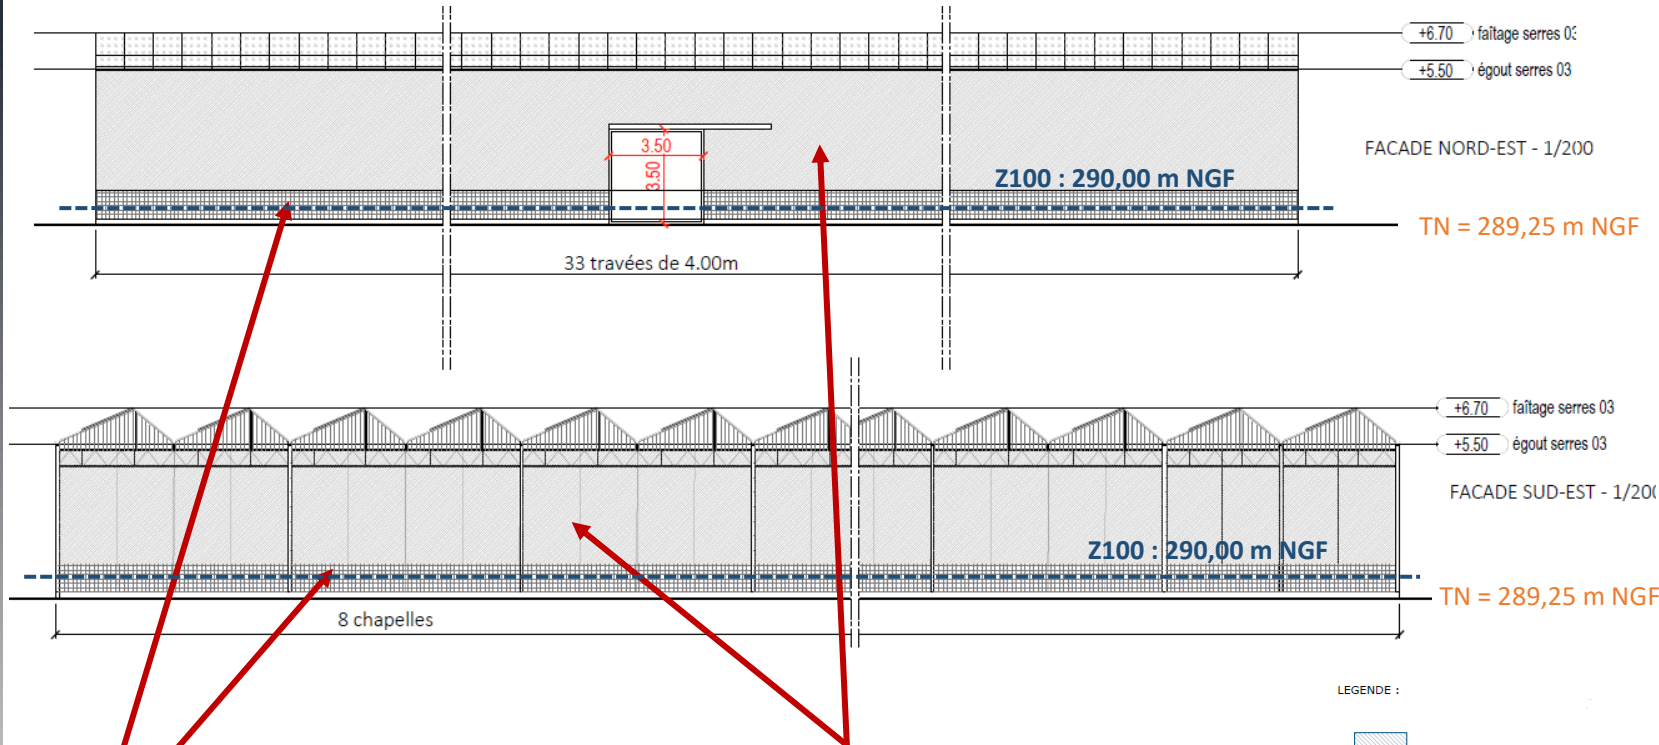 +6.70 faîtage serres 03
+5.50 égout serres 03
3.50
3.50
FACADE NORD-EST - 1/200
Z100 : 290,00 m NGF
TN = 289,25 m NGF
33 travées de 4.00m
+6.70 faîtage serres 03
+5.50 égout serres 03
FACADE SUD-EST - 1/200
Z100 : 290,00 m NGF
TN = 289,25 m NGF
8 chapelles
LEGENDE :